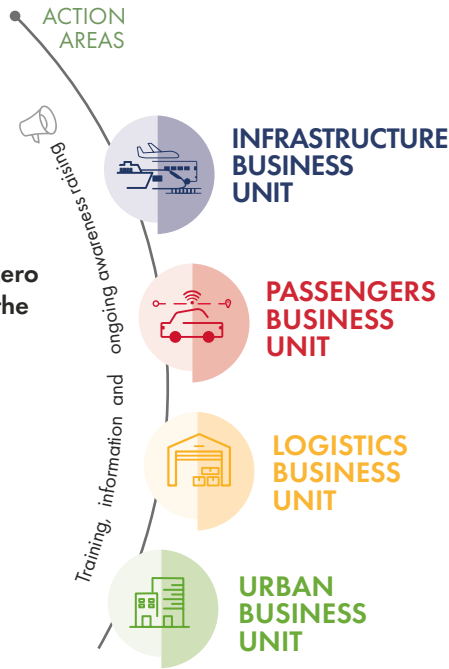 ACTION
AREAS
Training, information and ongoing awareness raising
INFRASTRUCTURE
BUSINESS
UNIT
ero
the
PASSENGERS
BUSINESS
UNIT
LOGISTICS
BUSINESS
UNIT
URBAN
BUSINESS
UNIT